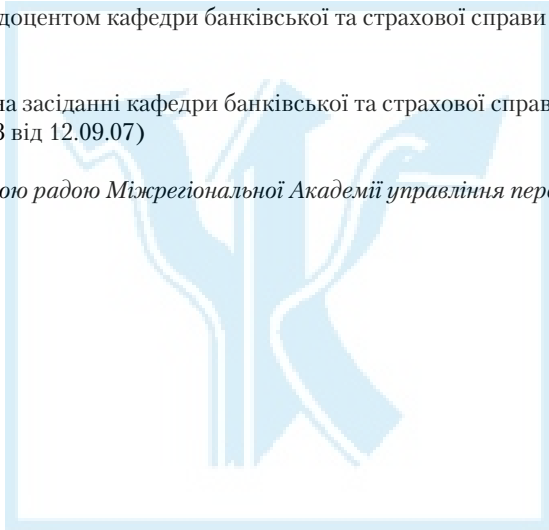 доцентом кафедри банківської та страхової справи
на засіданні кафедри банківської та страхової справ
від 12.09.07)
ою радою Міжрегіональної Академії управління пер